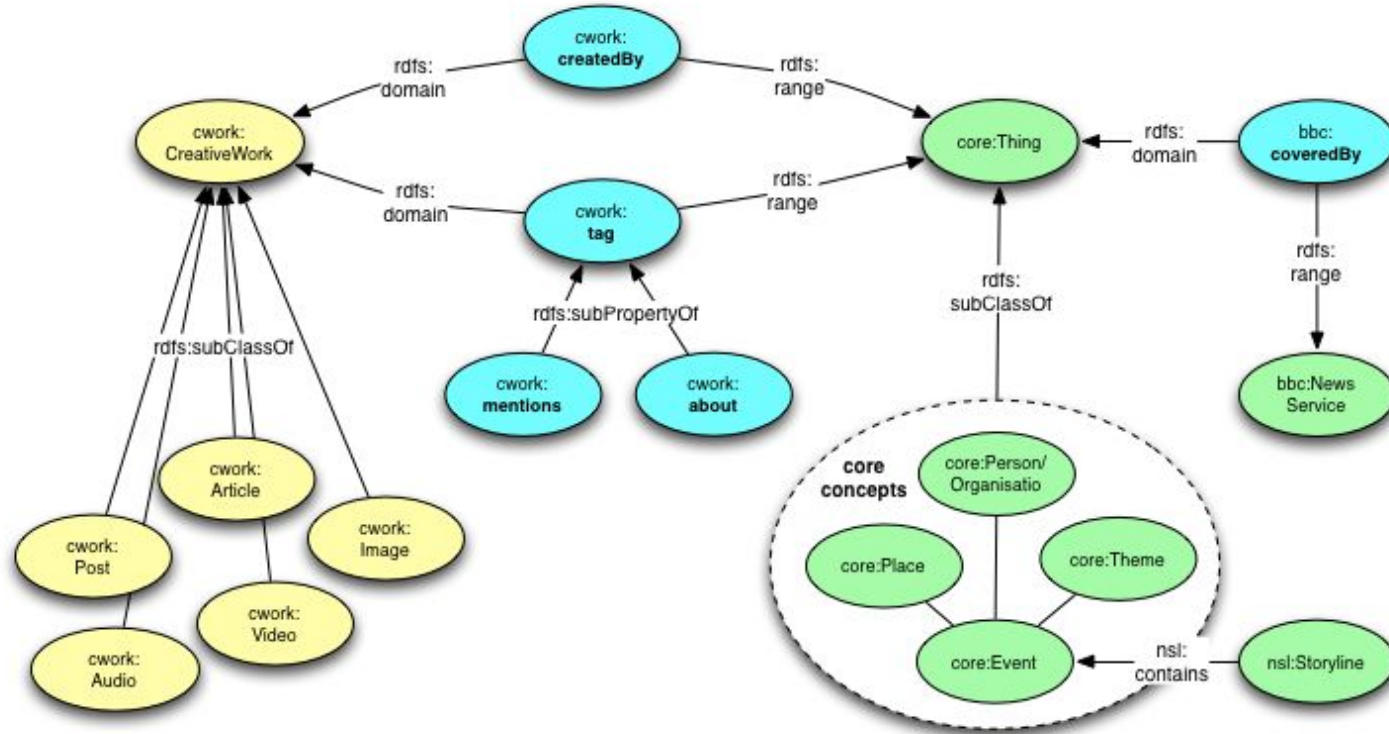 cwork:
createdBy
rdfs:
domain
rdfs:
range
cwork:
CreativeWork
core:Thing
rdfs:
domain
bbc:
coveredBy
rdfs:
domain
cwork:
tag
rdfs:
range
rdfs:
range
rdfs:
subClassOf
rdfs:subPropertyOf
rdfs:subClassOf
cwork:
mentions
cwork:
about
bbc:News
Service
core
concepts
core:Person/
Organisatio
cwork:
Article
cwork:
Image
cwork:
Post
core:Place
core:Theme
cwork:
Video
cwork:
Audio
core:Event
nsl:
contains
nsl:Storyline